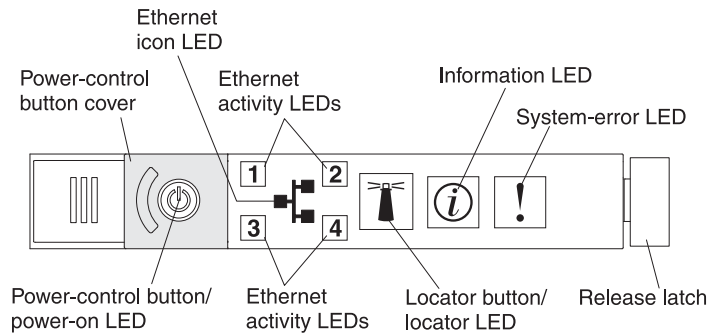 Ethernet
icon LED
Power-control
button cover
Ethernet
activity LEDs
Information LED
System-error LED
1
2
3
4
i
!
Power-control button/
power-on LED
Ethernet
activity LEDs
Locator button/
locator LED
Release latch